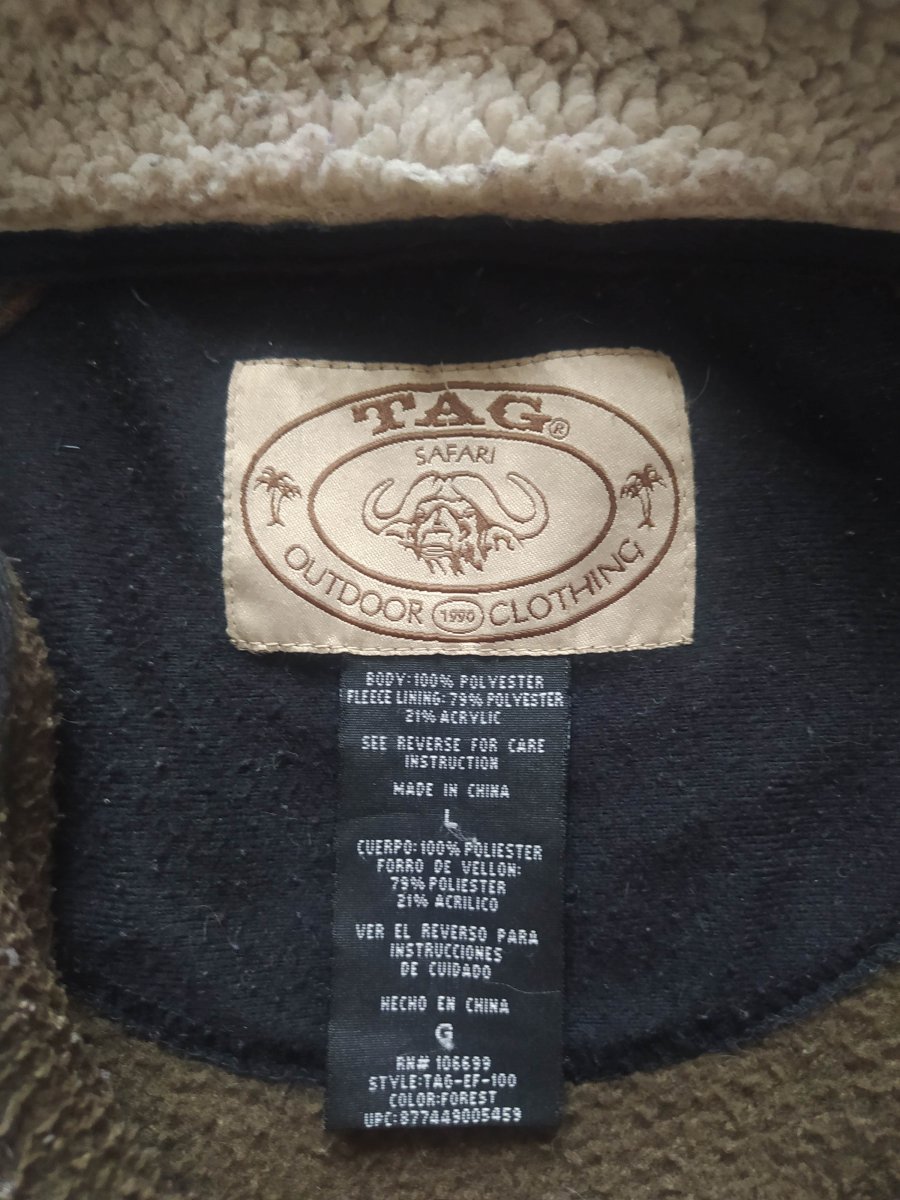 TAG®
SAFARI
OUTDOOR 1990 CLOTHING
BODY:100% POLYESTER
FLEECE LINING: 79% POLYESTER
21% ACRYLIC
SEE REVERSE FOR CARE
INSTRUCTION
MADE IN CHINA
L
CUERPO:100% POLIESTER
FORRO DE VELLON:
79% POLIESTER
21% ACRILICO
VER EL REVERSO PARA
INSTRUCCIONES
DE CUIDADO
HECHO EN CHINA
G
RN# 106699
STYLE:TAG-EF-100
COLOR:FOREST
UPC:877449005459